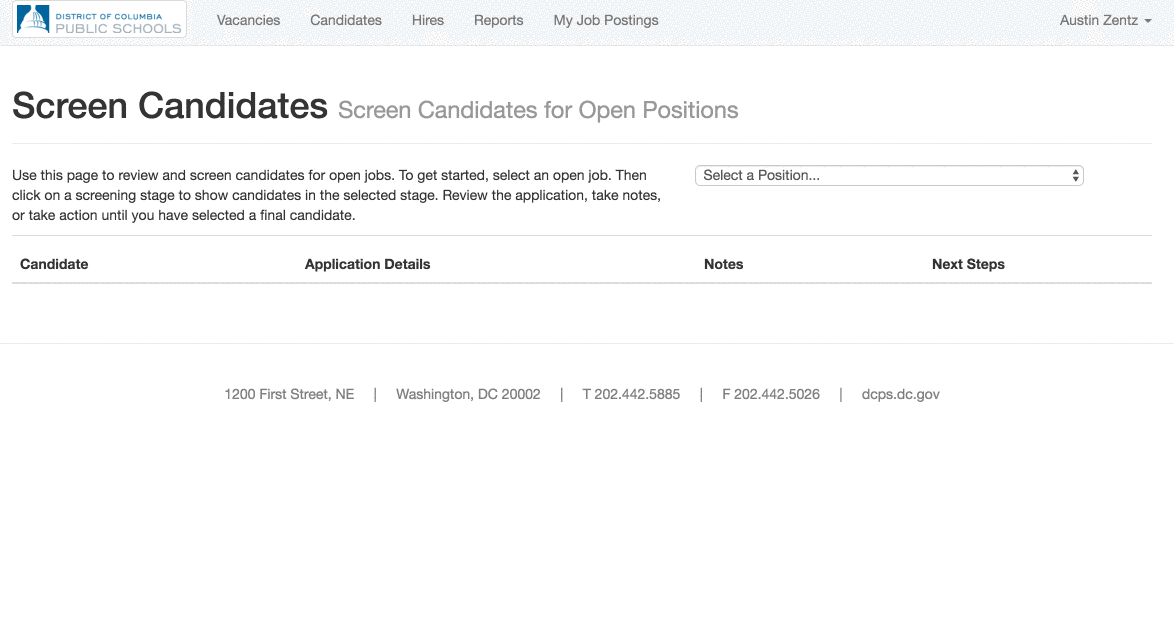 DISTRICT OF COLUMBIA
PUBLIC SCHOOLS
Vacancies Candidates Hires Reports My Job Postings Austin Zentz
Screen Candidates Screen Candidates for Open Positions
Use this page to review and screen candidates for open jobs. To get started, select an open job. Then
click on a screening stage to show candidates in the selected stage. Review the application, take notes,
or take action until you have selected a final candidate.
Select a Position...
Candidate Application Details Notes Next Steps
1200 First Street, NE | Washington, DC 20002 | T 202.442.5885 | F 202.442.5026 | dcps.dc.gov